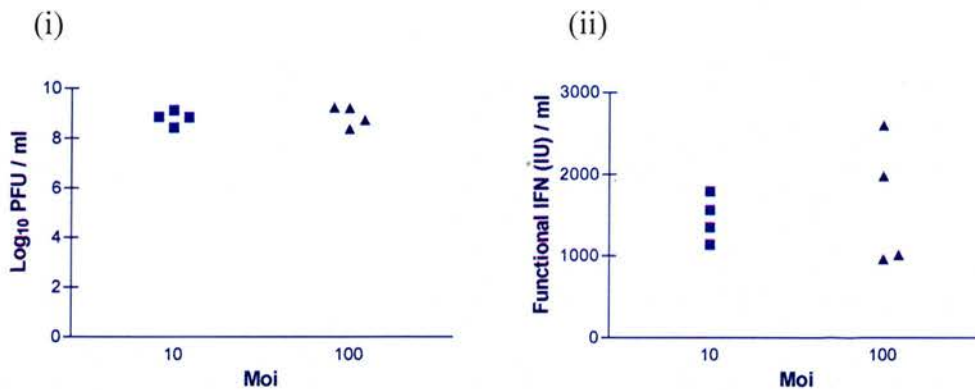 (i)
10
8
6
4
2
0
Log₁₀ PFU / ml
10 100
Moi
(ii)
3000
2000
1000
0
Functional IFN (IU) / ml
10 100
Moi